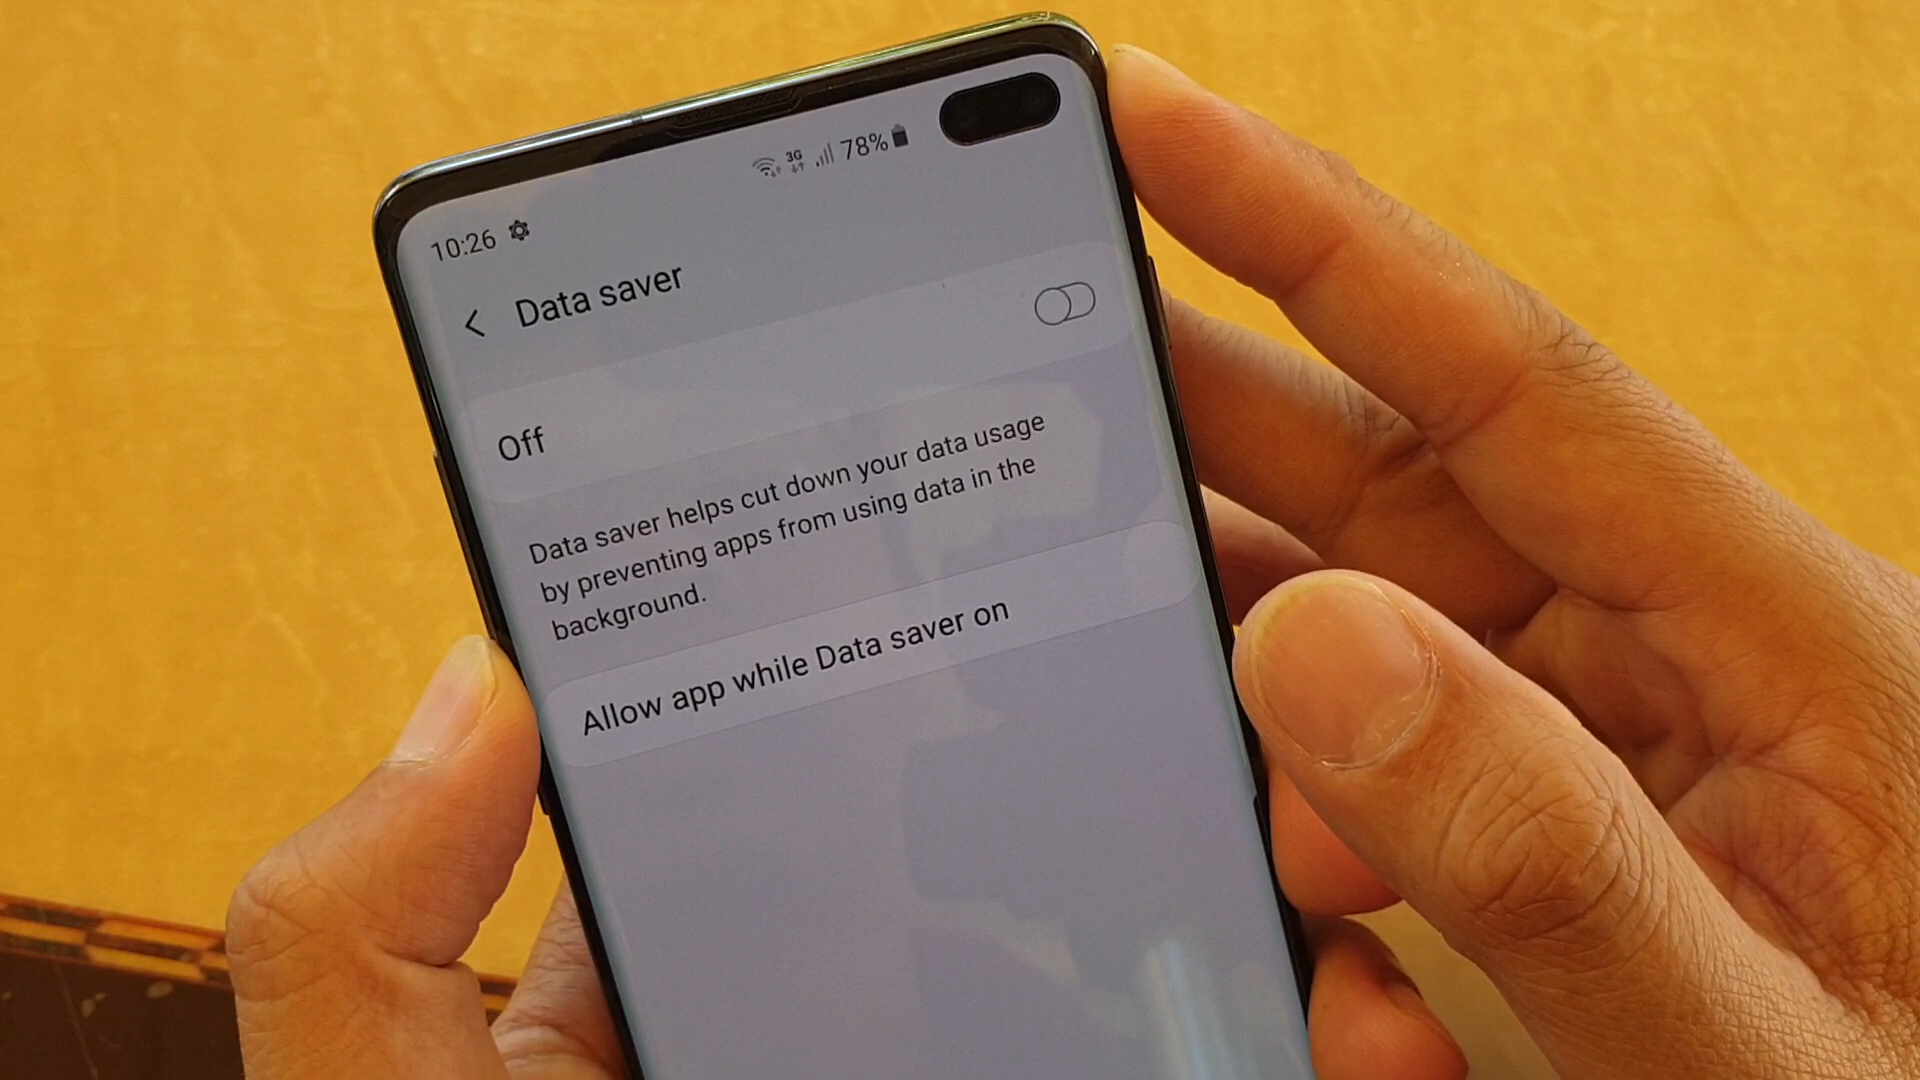 3G 78%
10:26
Data saver
Off
Data saver helps cut down your data usage
by preventing apps from using data in the
background.
Allow app while Data saver on